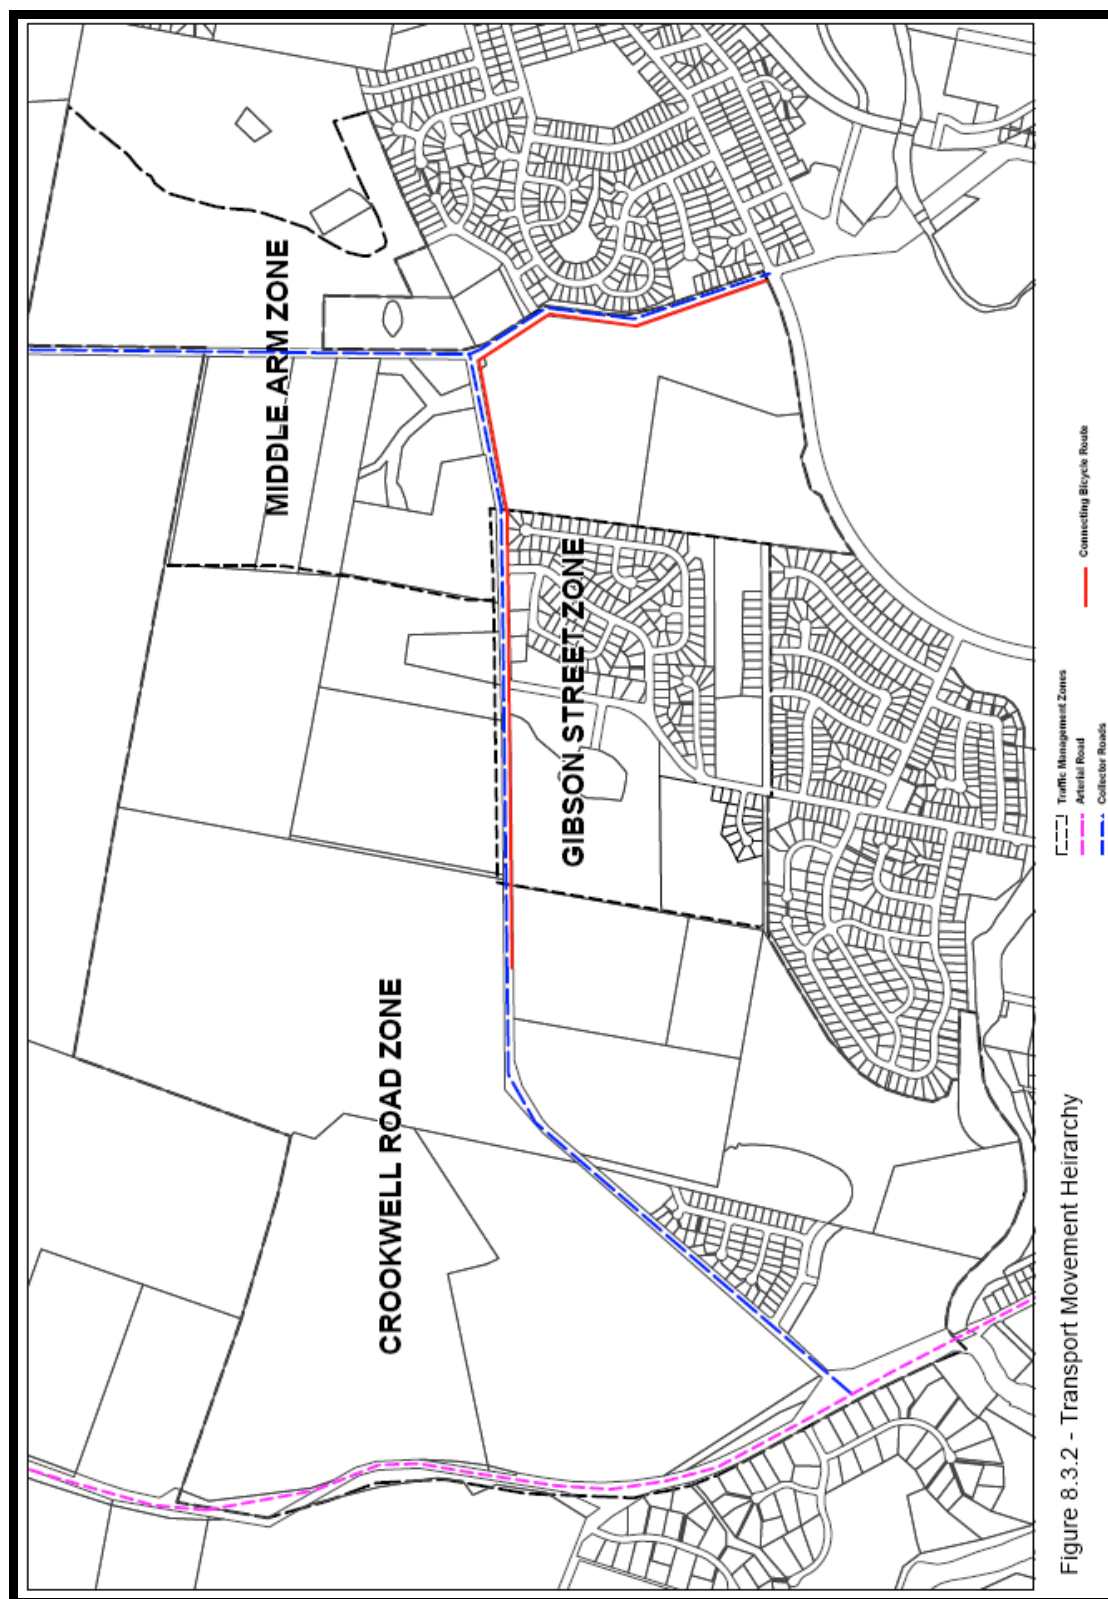 MIDDLE ARM ZONE
GIBSON STREET ZONE
CROOKWELL ROAD ZONE
Traffic Management Zones
Arterial Road
Collector Roads
Connecting Bicycle Route
Figure 8.3.2 - Transport Movement Heirarchy